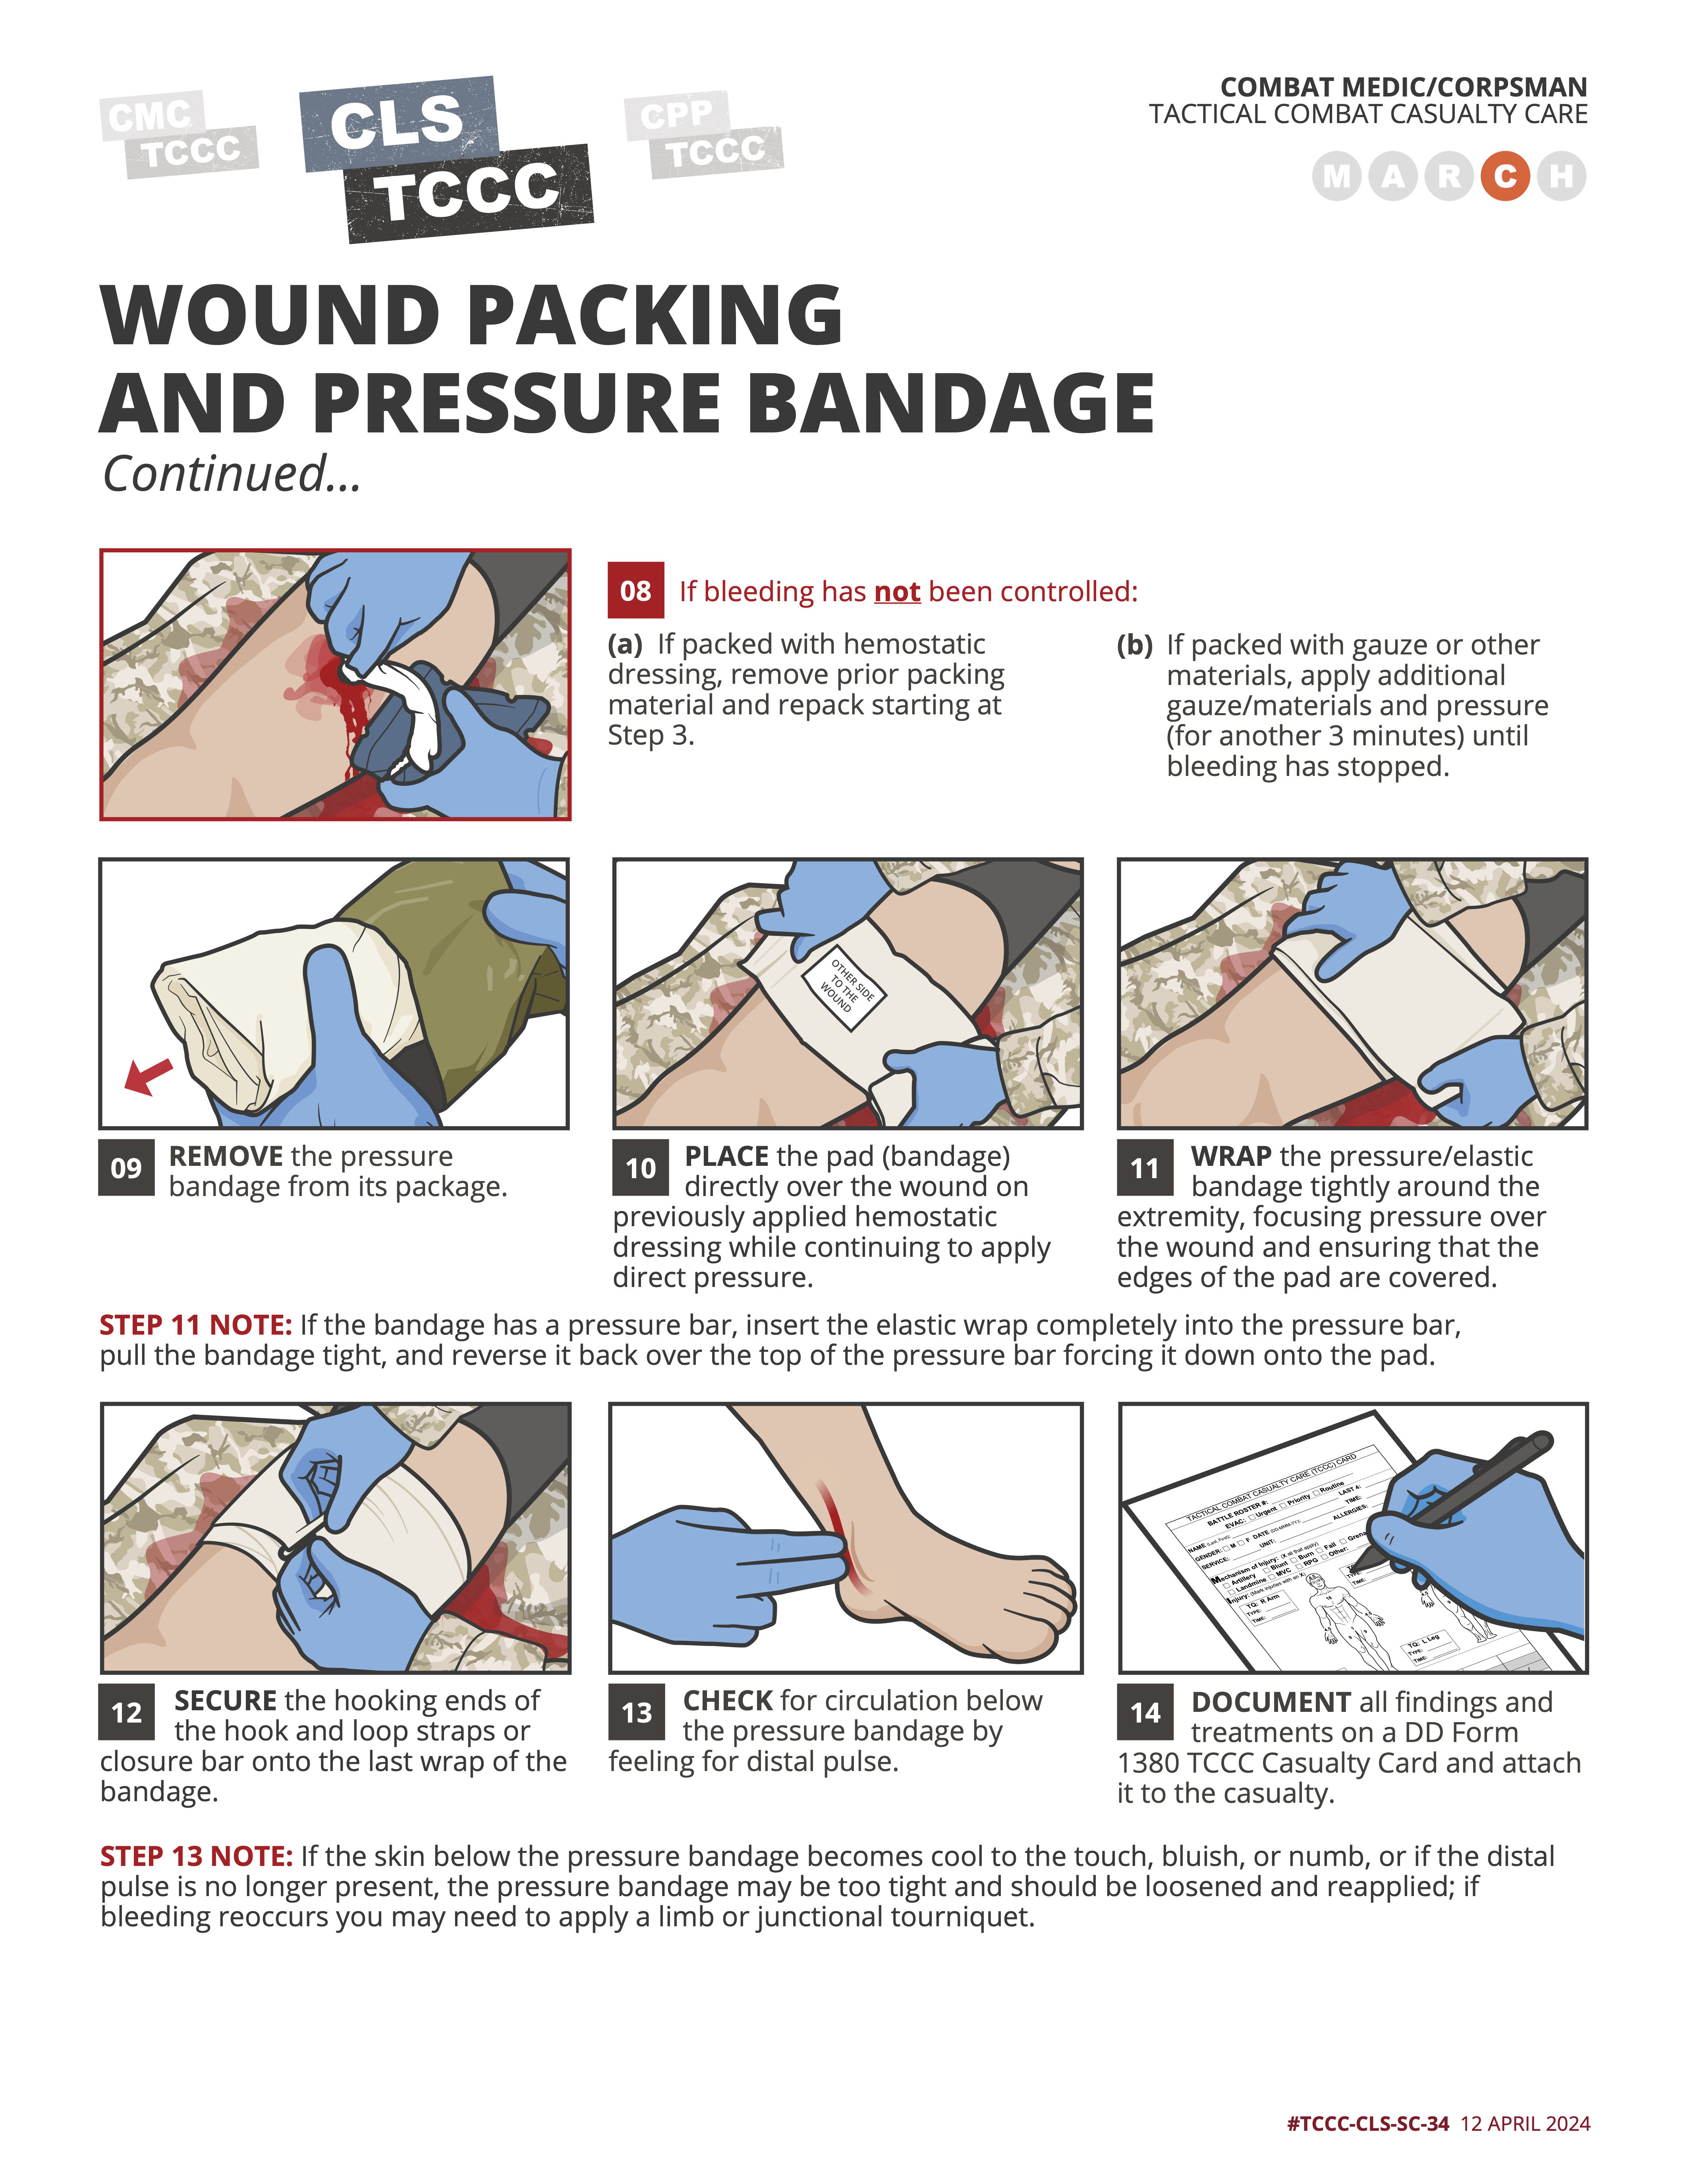 CMC
TCCC
CLS
TCCC
CPP
TCCC
COMBAT MEDIC/CORPSMAN
TACTICAL COMBAT CASUALTY CARE
M A R C H
WOUND PACKING
AND PRESSURE BANDAGE
Continued...
08 If bleeding has not been controlled:
(a) If packed with hemostatic
dressing, remove prior packing
material and repack starting at
Step 3.
(b) If packed with gauze or other
materials, apply additional
gauze/materials and pressure
(for another 3 minutes) until
bleeding has stopped.
09 REMOVE the pressure
bandage from its package.
OTHER SIDE
TO THE
WOUND
10 PLACE the pad (bandage)
directly over the wound on
previously applied hemostatic
dressing while continuing to apply
direct pressure.
11 WRAP the pressure/elastic
bandage tightly around the
extremity, focusing pressure over
the wound and ensuring that the
edges of the pad are covered.
STEP 11 NOTE: If the bandage has a pressure bar, insert the elastic wrap completely into the pressure bar,
pull the bandage tight, and reverse it back over the top of the pressure bar forcing it down onto the pad.
12 SECURE the hooking ends of
the hook and loop straps or
closure bar onto the last wrap of the
bandage.
13 CHECK for circulation below
the pressure bandage by
feeling for distal pulse.
TACTICAL COMBAT CASUALTY CARE (TCCC) CARD
BATTLE ROSTER #:
EVAC: Urgent Priority Routine
NAME (Last, First): LAST 4:
GENDER: M F DATE (DD-MMM-YY): TIME:
SERVICE: UNIT: ALLERGIES:
Mechanism of Injury: (X all that apply)
Artillery Blunt Burn Fall Grena
Landmine MVC RPG Other:
Injury: (Mark injuries with an X)
TQ: R Arm
TYPE:
TIME:
TYPE:
TIME:
TQ: L Leg
TYPE:
TIME:
14 DOCUMENT all findings and
treatments on a DD Form
1380 TCCC Casualty Card and attach
it to the casualty.
STEP 13 NOTE: If the skin below the pressure bandage becomes cool to the touch, bluish, or numb, or if the distal
pulse is no longer present, the pressure bandage may be too tight and should be loosened and reapplied; if
bleeding reoccurs you may need to apply a limb or junctional tourniquet.
#TCCC-CLS-SC-34 12 APRIL 2024